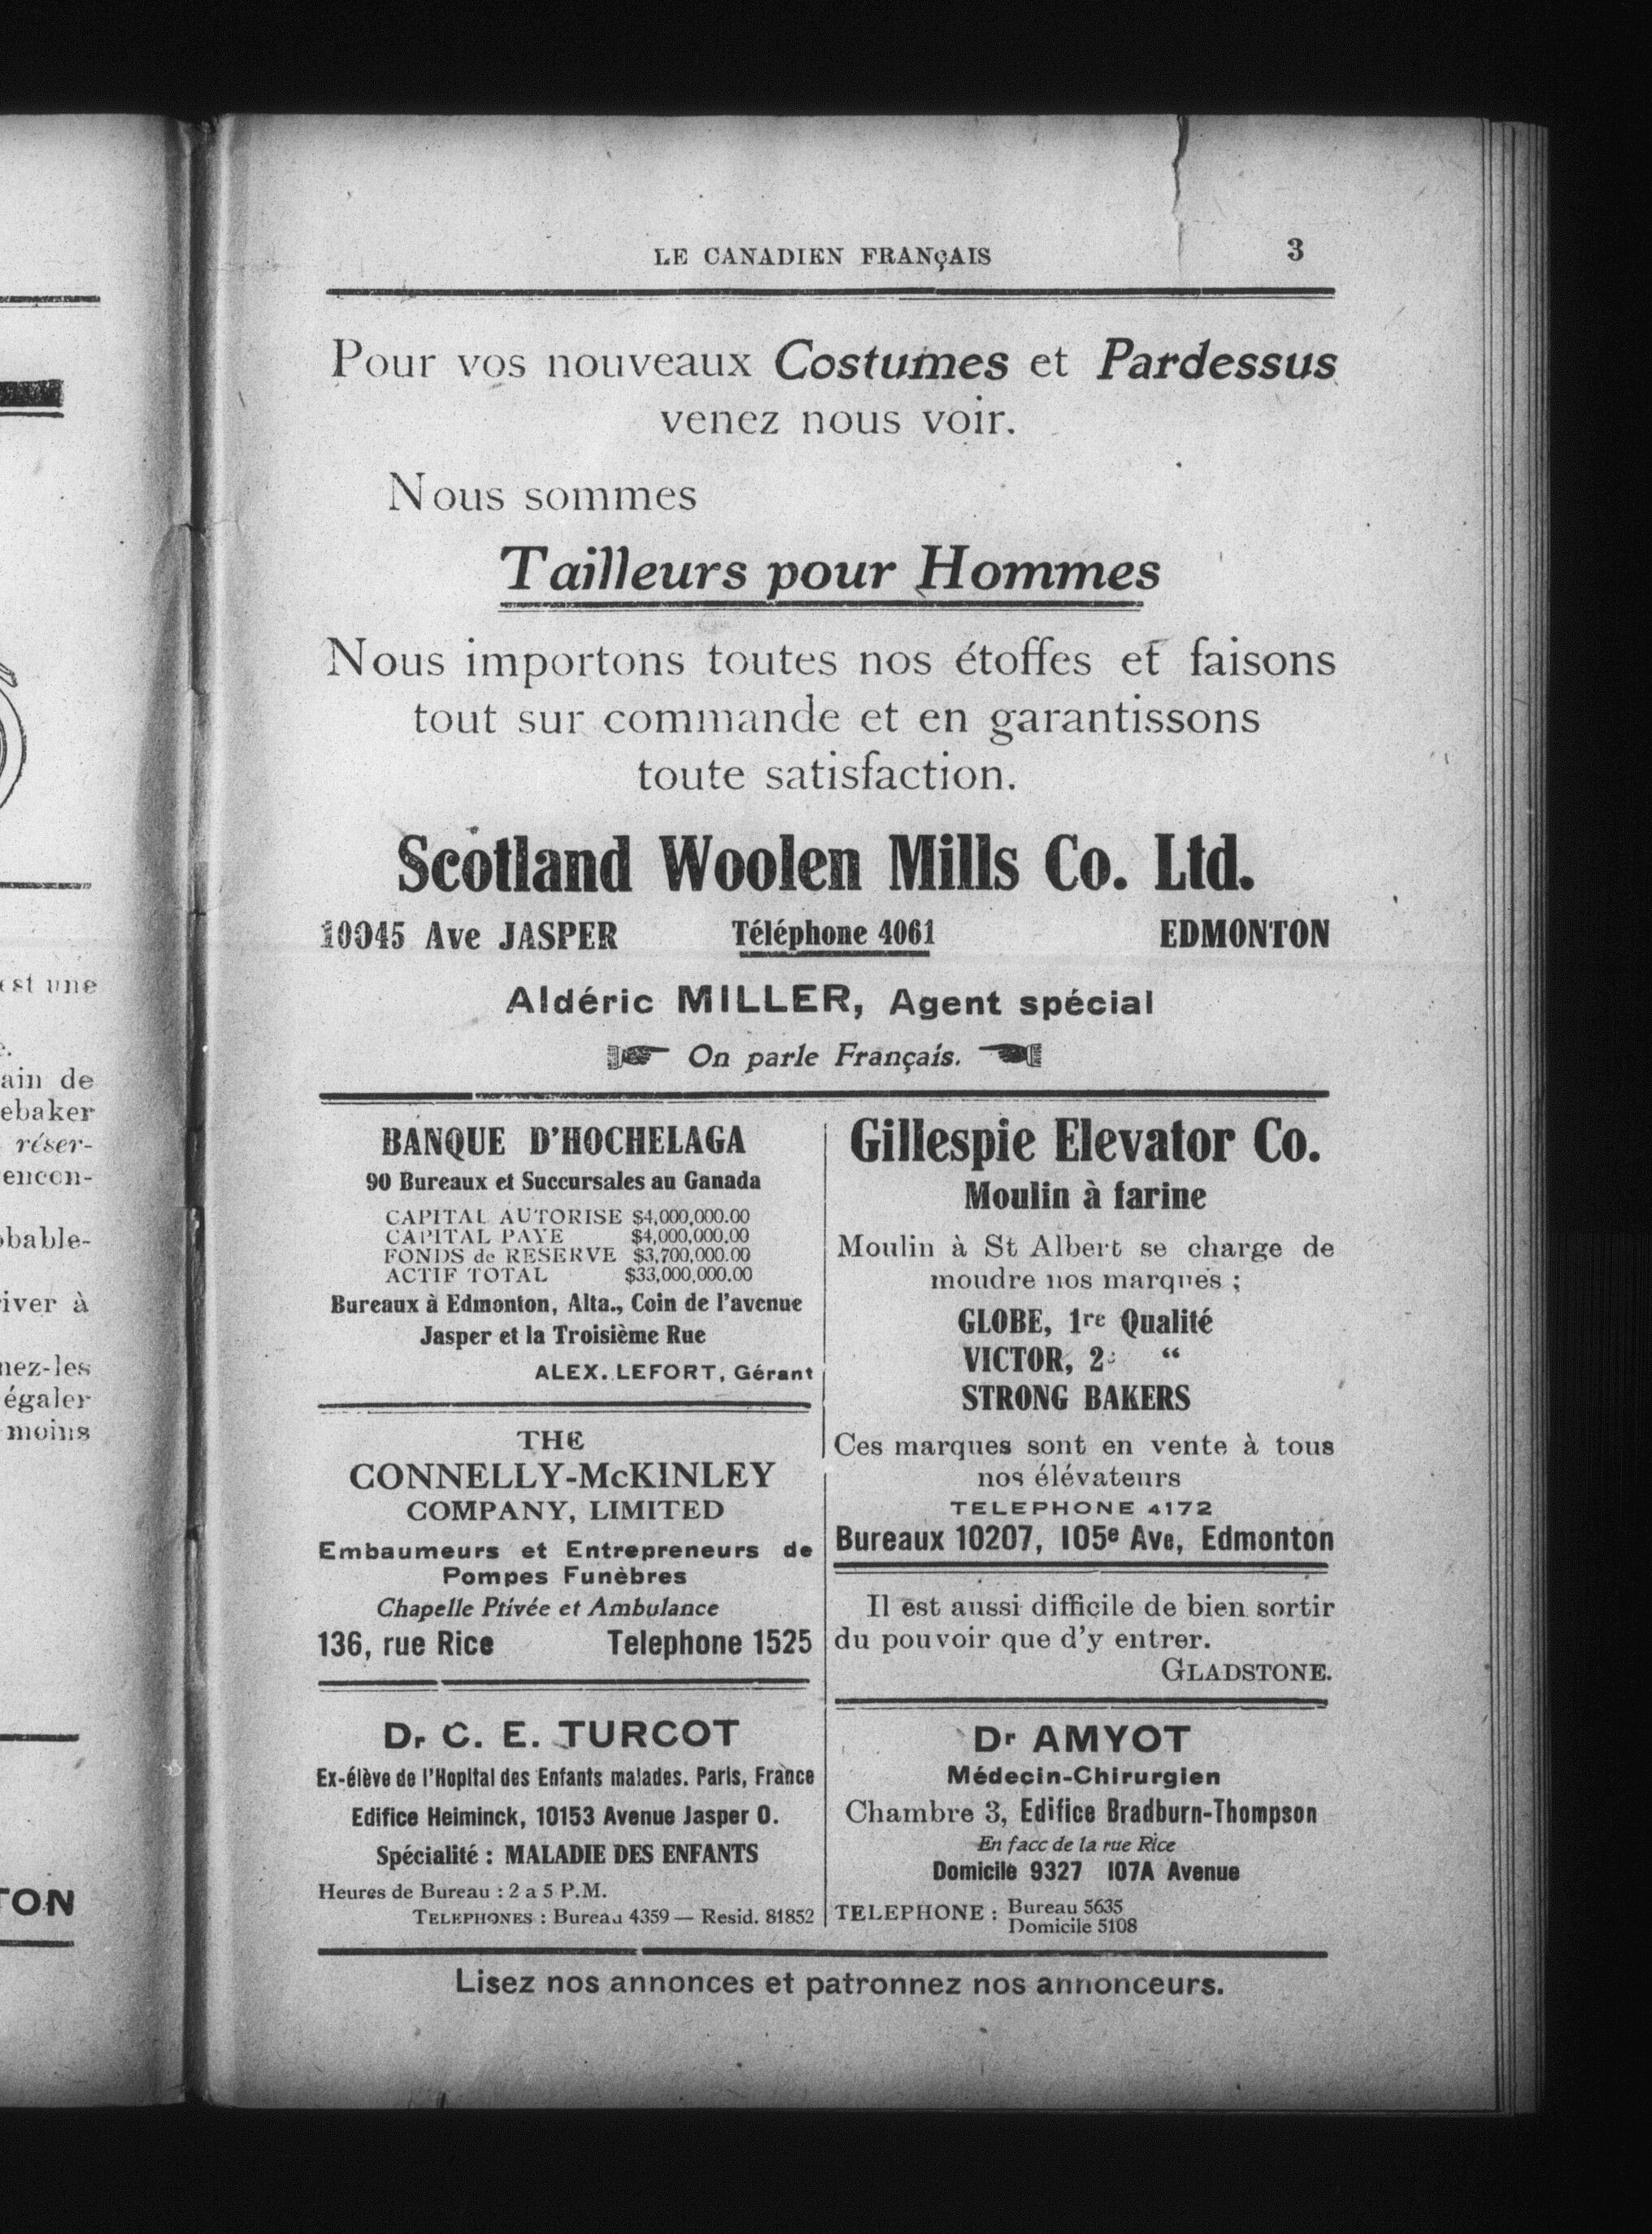 LE CANADIEN FRANçAIS 3
Pour vos nouveaux Costumes et Pardessus
venez nous voir.
Nous sommes
Tailleurs pour Hommes
Nous importons toutes nos étoffes et faisons
tout sur commande et en garantissons
toute satisfaction.
Scotland Woolen Mills Co. Ltd.
10045 Ave JASPER Téléphone 4061 EDMONTON
Aldéric MILLER, Agent spécial
On parle Français.
BANQUE D'HOCHELAGA
90 Bureaux et Succursales au Ganada
CAPITAL AUTORISE $4,000,000.00
CAPITAL PAYE $4,000,000.00
FONDS de RESERVE $3,700,000.00
ACTIF TOTAL $33,000,000.00
Bureaux à Edmonton, Alta., Coin de l'avenue
Jasper et la Troisième Rue
ALEX. LEFORT, Gérant
THE
CONNELLY-McKINLEY
COMPANY, LIMITED
Embaumeurs et Entrepreneurs de
Pompes Funèbres
Chapelle Ptivée et Ambulance
136, rue Rice Telephone 1525
Dr C. E. TURCOT
Ex-élève de l'Hopital des Enfants malades. Paris, France
Edifice Heiminck, 10153 Avenue Jasper O.
Spécialité : MALADIE DES ENFANTS
Heures de Bureau : 2 a 5 P.M.
TELEPHONES : Bureau 4359 — Resid. 81852
Gillespie Elevator Co.
Moulin à farine
Moulin à St Albert se charge de
moudre nos marques ;
GLOBE, 1re Qualité
VICTOR, 2e “
STRONG BAKERS
Ces marques sont en vente à tous
nos élévateurs
TELEPHONE 4172
Bureaux 10207, 105e Ave, Edmonton
Il est aussi difficile de bien sortir
du pouvoir que d'y entrer.
GLADSTONE.
Dr AMYOT
Médecin-Chirurgien
Chambre 3, Edifice Bradburn-Thompson
En facc de la rue Rice
Domicile 9327 107A Avenue
TELEPHONE : Bureau 5635
Domicile 5108
Lisez nos annonces et patronnez nos annonceurs.